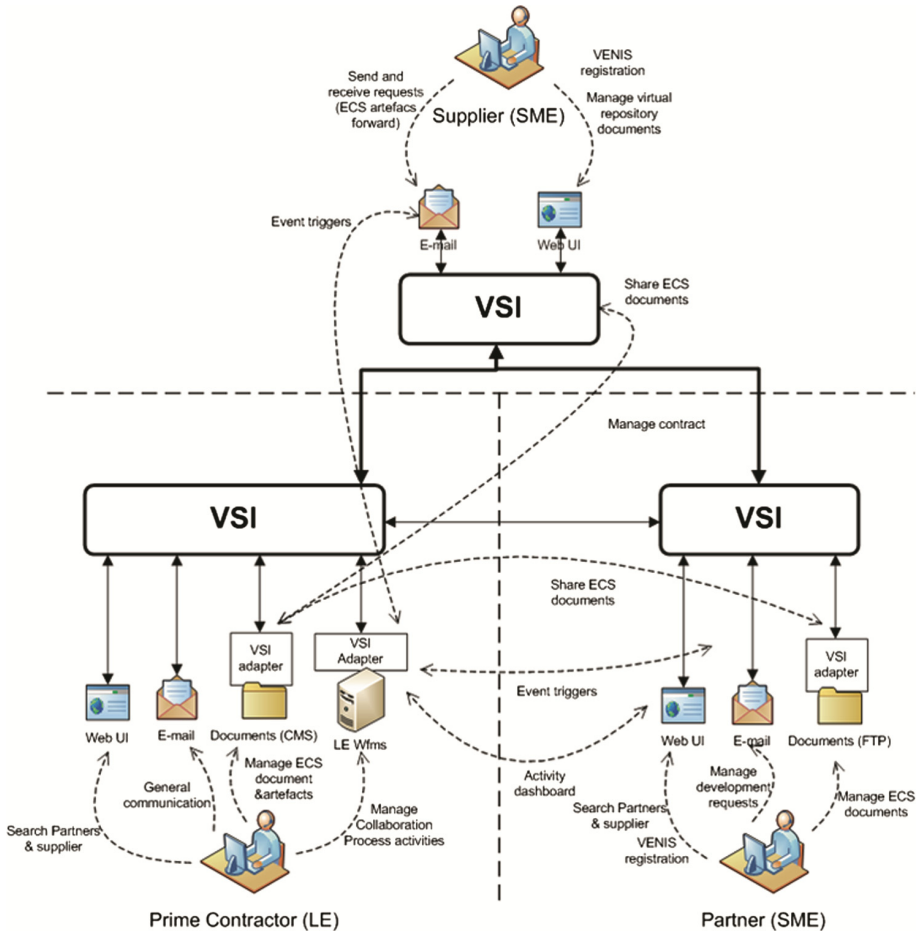 Send and
receive requests
(ECS artefacs
forward)
VENIS
registration
Manage virtual
repository
documents
Supplier (SME)
Event triggers
E-mail
Web UI
Share ECS
documents
VSI
Manage contract
VSI
VSI
Share ECS
documents
VSI
adapter
VSI
Adapter
VSI
adapter
Event triggers
Web UI
E-mail
Documents (CMS)
LE Wfms
Web UI
E-mail
Documents (FTP)
Activity
dashboard
General
communication
Manage ECS
document
&artefacts
Manage
development
requests
Search Partners
& supplier
Manage
Collaboration
Process activities
Search Partners
& supplier
VENIS
registration
Manage ECS
documents
Prime Contractor (LE)
Partner (SME)